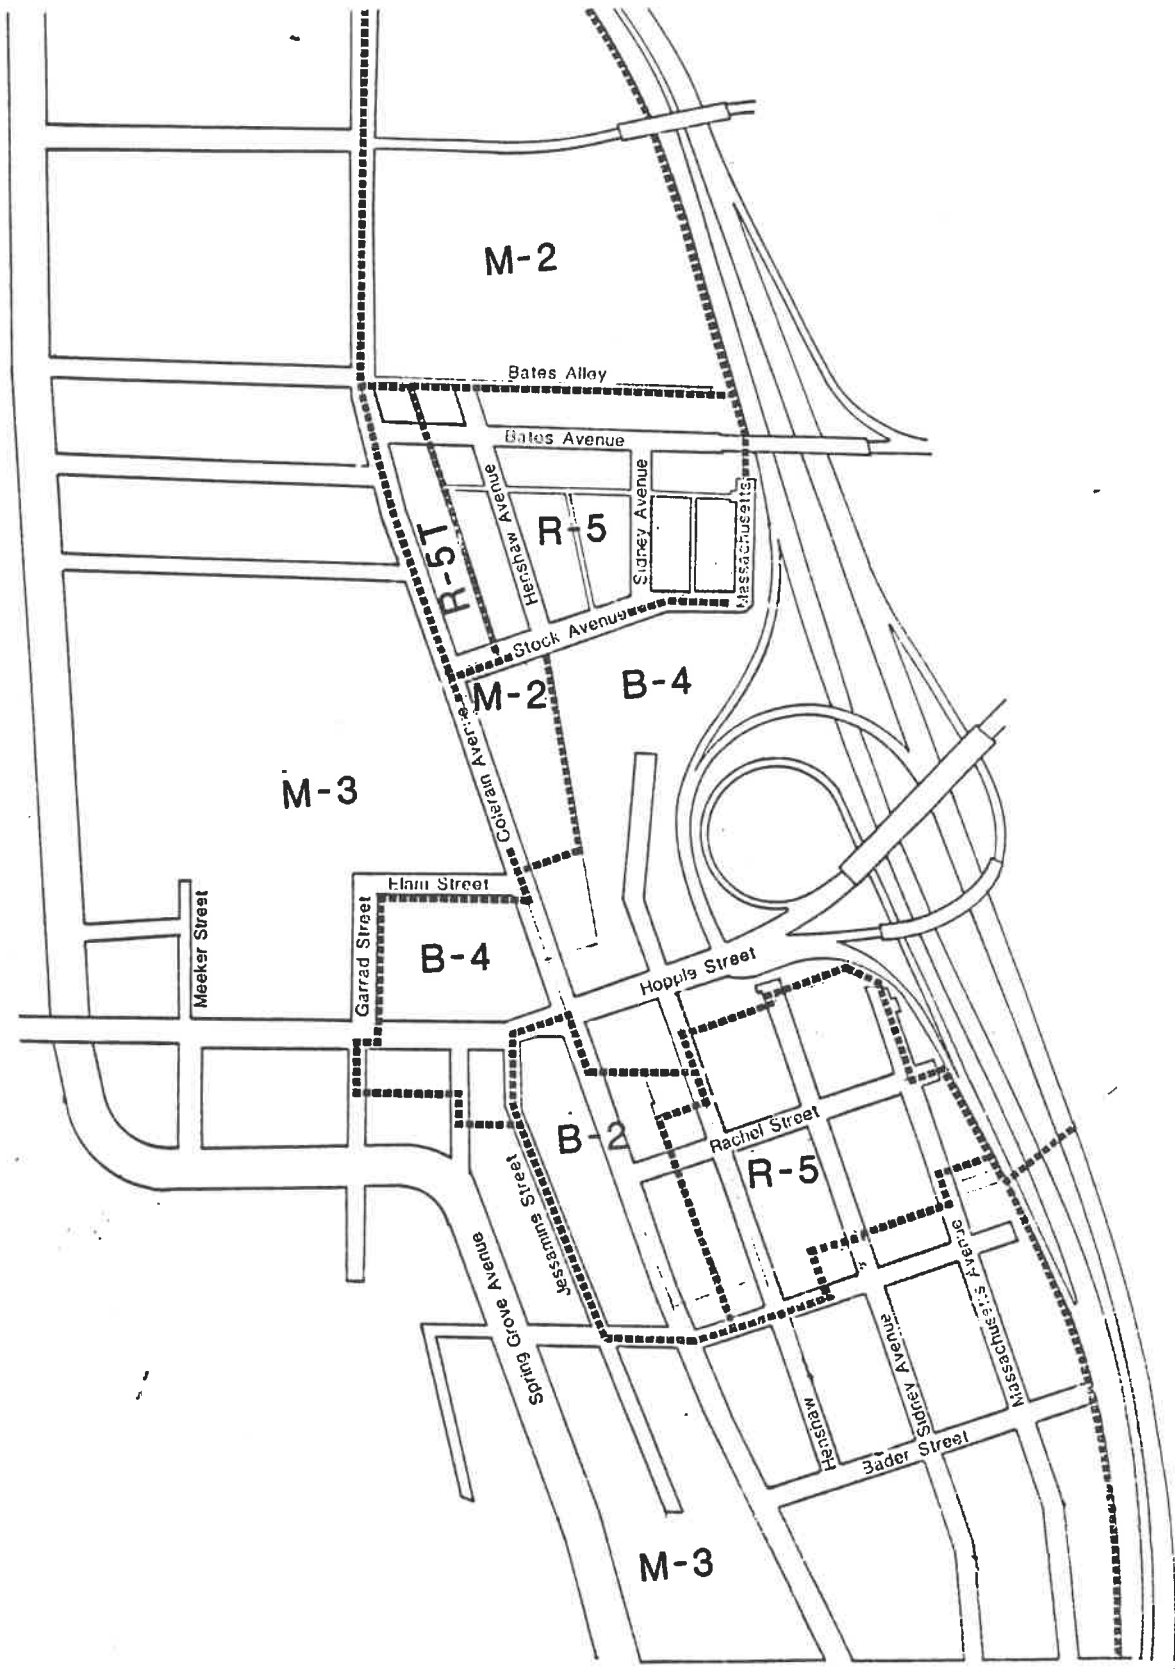 M-2
Bates Alley
Bates Avenue
Henshaw Avenue
Sidney Avenue
Massachusetts
R-5T
R-5
Stock Avenue
M-2
B-4
Colerain Avenue
M-3
Elam Street
Meeker Street
Garrad Street
B-4
Hopple Street
B-2
Rachel Street
R-5
Jessamine Street
Spring Grove Avenue
Massachusetts Avenue
Sidney Avenue
Henshaw
Bader Street
M-3